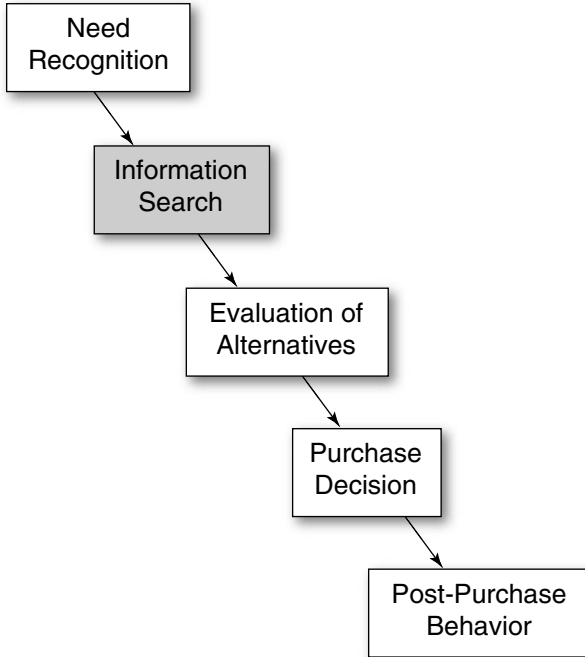 Need
Recognition
Information
Search
Evaluation of
Alternatives
Purchase
Decision
Post-Purchase
Behavior